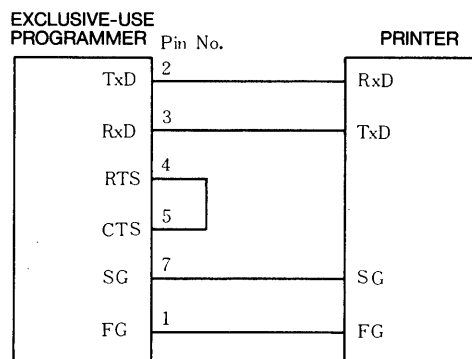 EXCLUSIVE-USE
PROGRAMMER Pin No. PRINTER
TxD 2 RxD
RxD 3 TxD
RTS 4
CTS 5
SG 7 SG
FG 1 FG